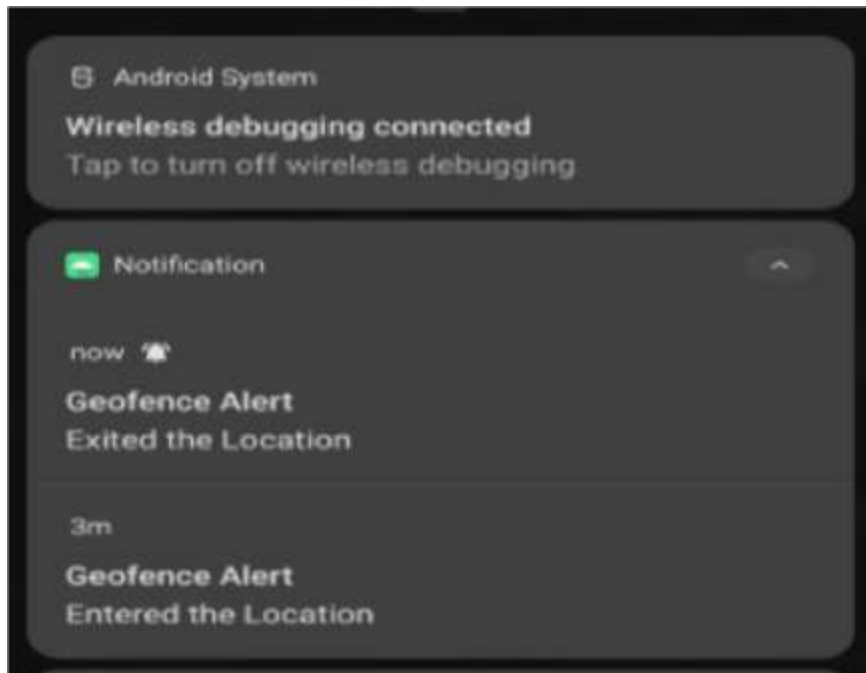 Android System
Wireless debugging connected
Tap to turn off wireless debugging
Notification
now
Geofence Alert
Exited the Location
3m
Geofence Alert
Entered the Location